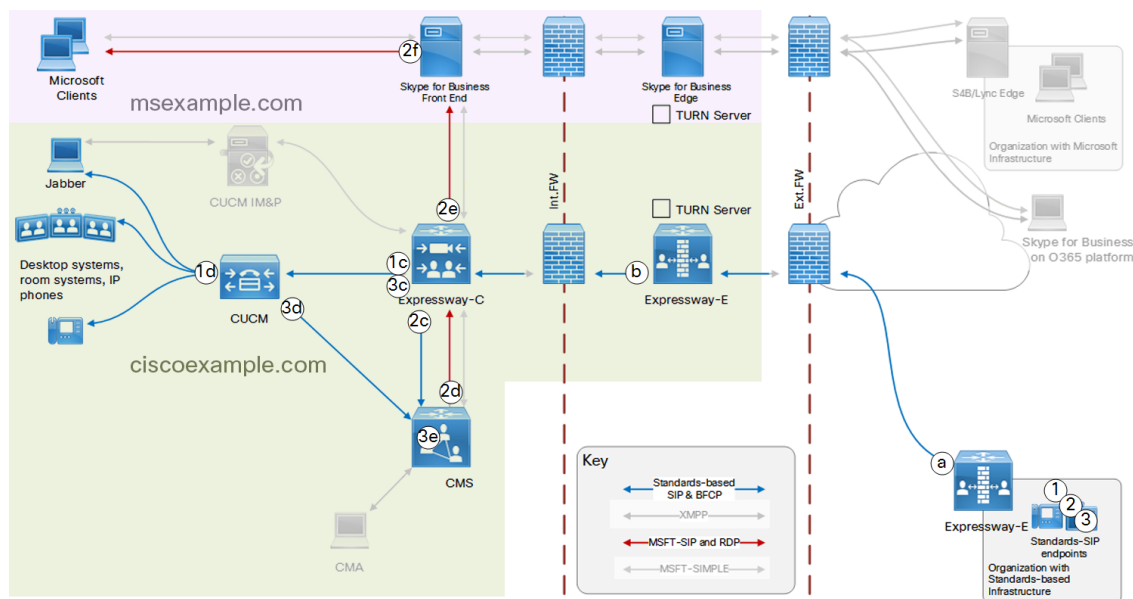 2f
Microsoft
Clients
Skype for Business
Front End
Skype for Business
Edge
S4B/Lync Edge
msexample.com
TURN Server
Microsoft Clients
Organization with Microsoft
Infrastructure
Jabber
CUCM IM&P
Int.FW
Ext.FW
2e
TURN Server
Skype for Business
on O365 platform
Desktop systems,
room systems, IP
phones
1d
1c
3c
b
Expressway-C
Expressway-E
CUCM
3d
2c
ciscoexample.com
2d
3e
CMS
CMA
Key
Standards-based
SIP & BFCP
XMPP
MSFT-SIP and RDP
MSFT-SIMPLE
a
1
2
3
Expressway-E
Standards-SIP
endpoints
Organization with
Standards-based
Infrastructure